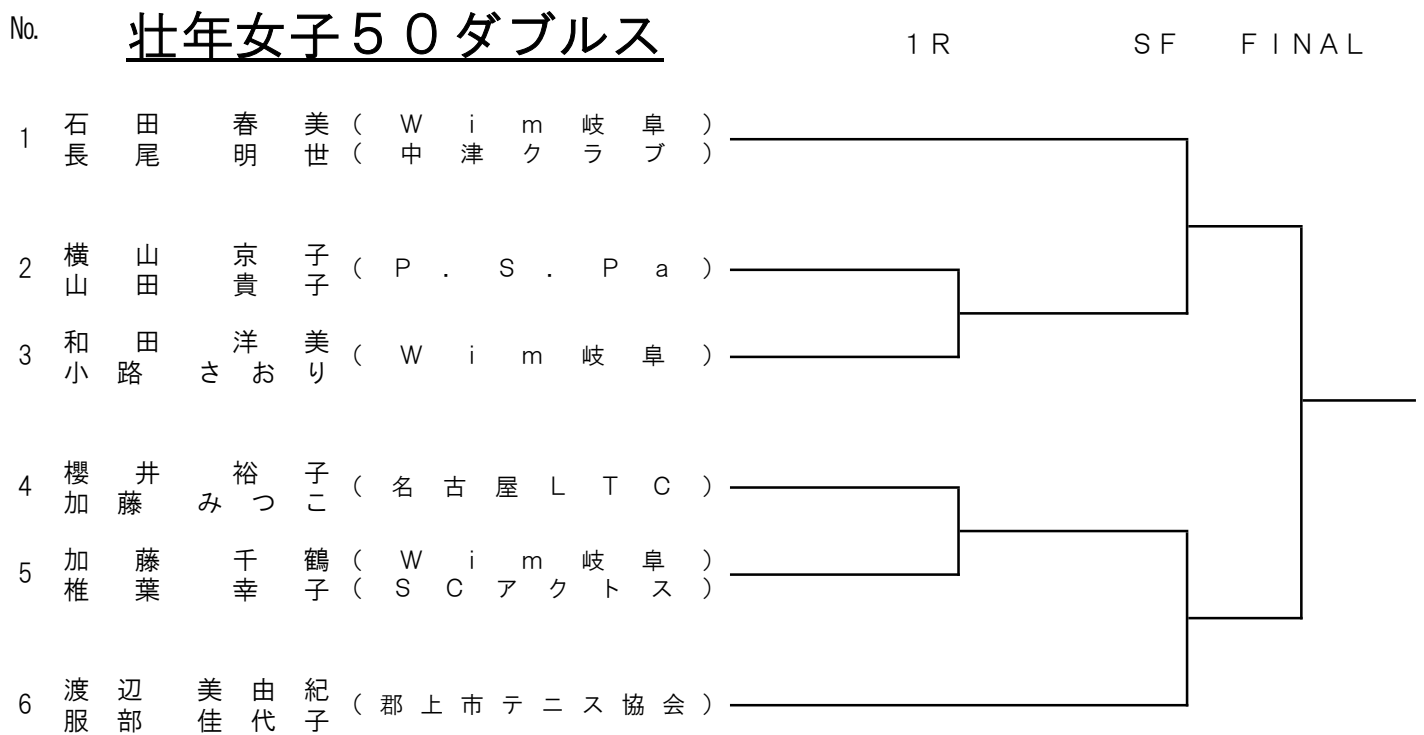 No. 壮年女子５０ダブルス １Ｒ ＳＦ ＦＩＮＡＬ
1 石田 春美 （Ｗｉｍ岐阜）
長尾 明世 （中津クラブ）
横山 京子
2 （Ｐ．Ｓ．Ｐａ）
山田 貴子
和田 洋美
3 （Ｗｉｍ岐阜）
小路 さおり
櫻井 裕子
4 （名古屋ＬＴＣ）
加藤 みつこ
5 加藤 千鶴 （Ｗｉｍ岐阜）
椎葉 幸子 （ＳＣアクトス）
渡辺 美由紀
6 （郡上市テニス協会）
服部 佳代子